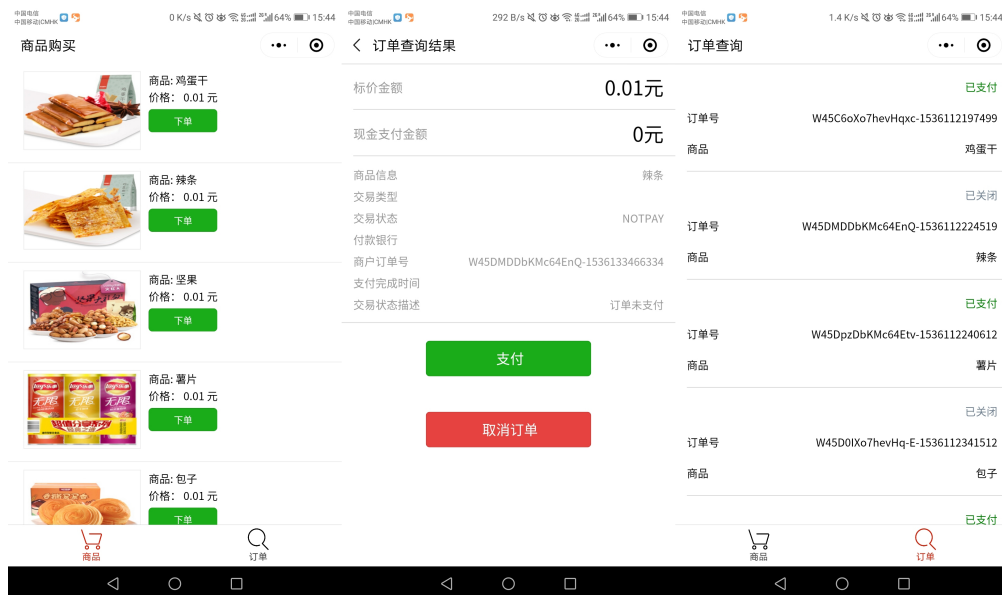 中国电信
中国移动|CMHK
0 K/s
64%
15:44
商品购买
商品: 鸡蛋干
价格： 0.01 元
下单
商品: 辣条
价格： 0.01 元
下单
商品: 坚果
价格： 0.01 元
下单
商品: 薯片
价格： 0.01 元
下单
商品: 包子
价格： 0.01 元
下单
商品
订单
中国电信
中国移动|CMHK
292 B/s
64%
15:44
订单查询结果
标价金额 0.01元
现金支付金额 0元
商品信息 辣条
交易类型
交易状态 NOTPAY
付款银行
商户订单号 W45DMDDbKMc64EnQ-1536133466334
支付完成时间
交易状态描述 订单未支付
支付
取消订单
中国电信
中国移动|CMHK
1.4 K/s
64%
15:44
订单查询
已支付
订单号 W45C6oXo7hevHqxc-1536112197499
商品 鸡蛋干
已关闭
订单号 W45DMDDbKMc64EnQ-1536112224519
商品 辣条
已支付
订单号 W45DpzDbKMc64Etv-1536112240612
商品 薯片
已关闭
订单号 W45D0IXo7hevHq-E-1536112341512
商品 包子
已支付
商品
订单